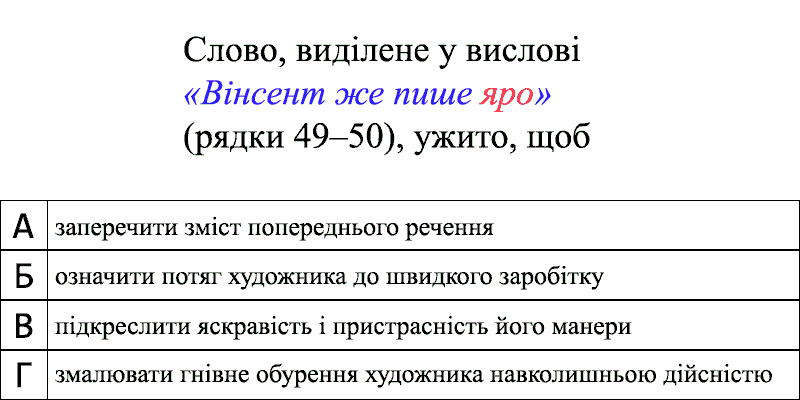 Слово, виділене у вислові
«Вінсент же пише яро»
(рядки 49–50), ужито, щоб
А заперечити зміст попереднього речення
Б означити потяг художника до швидкого заробітку
В підкреслити яскравість і пристрасність його манери
Г змалювати гнівне обурення художника навколишньою дійсністю